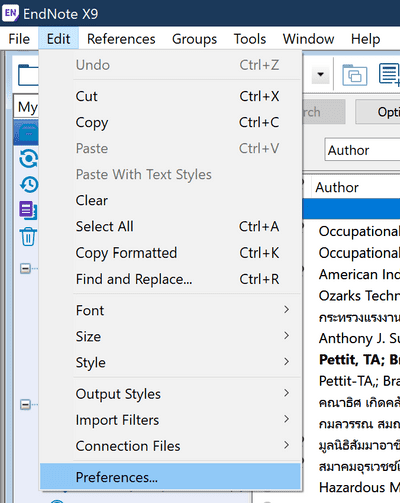 EndNote X9
File Edit References Groups Tools Window Help
Undo Ctrl+Z
Cut Ctrl+X
Copy Ctrl+C
Paste Ctrl+V
Paste With Text Styles
Clear
Select All Ctrl+A
Copy Formatted Ctrl+K
Find and Replace... Ctrl+R
Font
Size
Style
Output Styles
Import Filters
Connection Files
Preferences...
My
rch Opti
Author
Author
Occupational
Occupational
American Ind
Ozarks Techn
กระทรวงแรงงาน
Anthony J. Su
Pettit, TA; Bra
Pettit-TA,; Bra
คณาธิศ เกิดคล้
กมลวรรณ สมณ
มูลนิธิสัมมาอาชี
สมาคมอุรเวชช์
Hazardous M